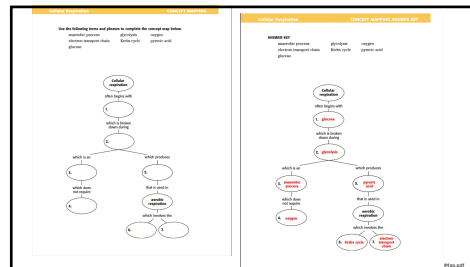 Cellular Respiration CONCEPT MAPPING
Use the following terms and phrases to complete the concept map below.
anaerobic process glycolysis oxygen
electron transport chain Krebs cycle pyruvic acid
glucose
Cellular
respiration
often begins with
1.
which is broken
down during
2.
which is an which produces
3. 5.
which does
not require
that is used in
4.
aerobic
respiration
which involves the
6. 7.
Cellular Respiration CONCEPT MAPPING ANSWER KEY
ANSWER KEY
anaerobic process glycolysis oxygen
electron transport chain Krebs cycle pyruvic acid
glucose
Cellular
respiration
often begins with
1. glucose
which is broken
down during
2. glycolysis
which is an which produces
3. anaerobic
process
5. pyruvic
acid
which does
not require
that is used in
4. oxygen
aerobic
respiration
which involves the
6. Krebs cycle
7. electron
transport
chain